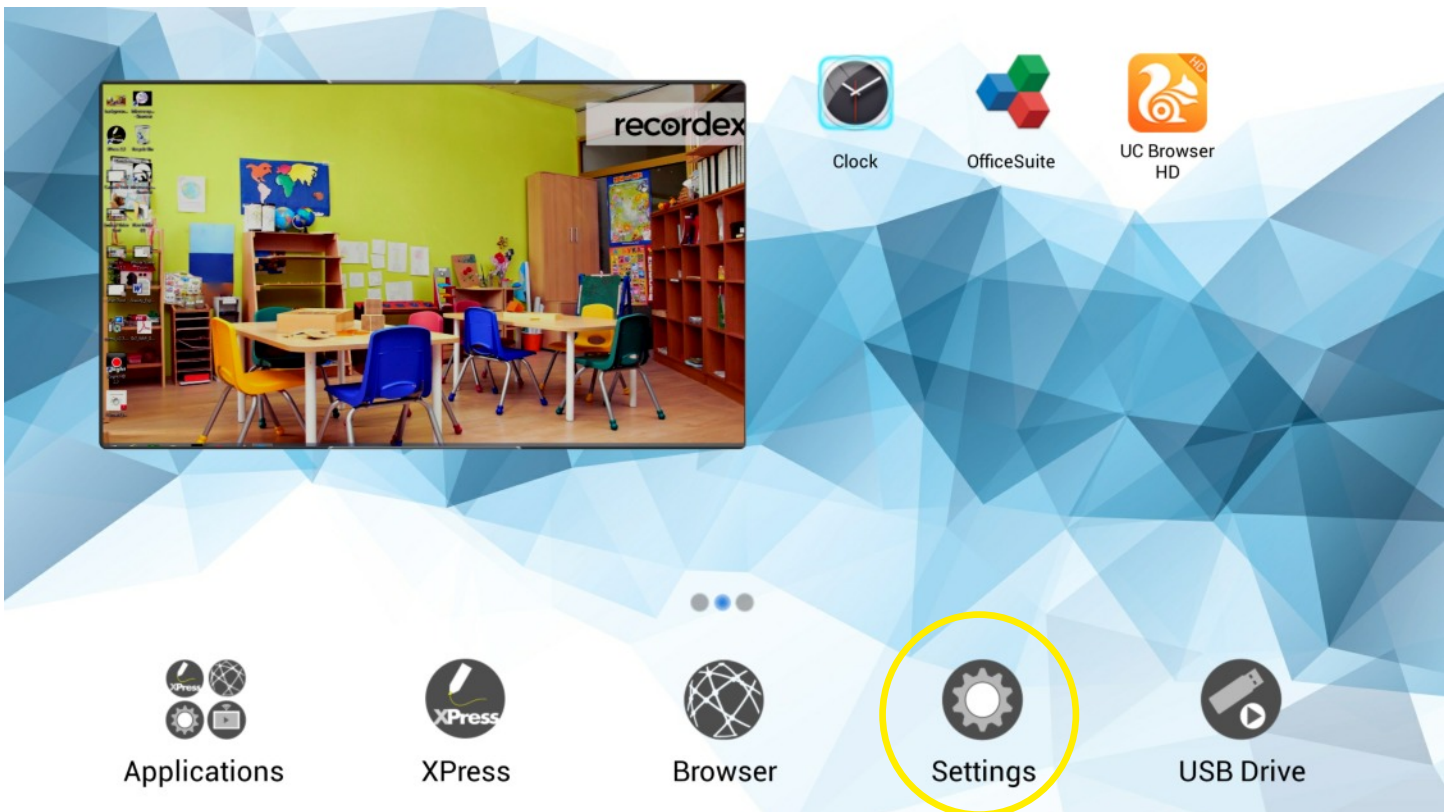 recordex
Clock
OfficeSuite
HD
UC Browser
HD
XPress
XPress
Applications
XPress
Browser
Settings
USB Drive